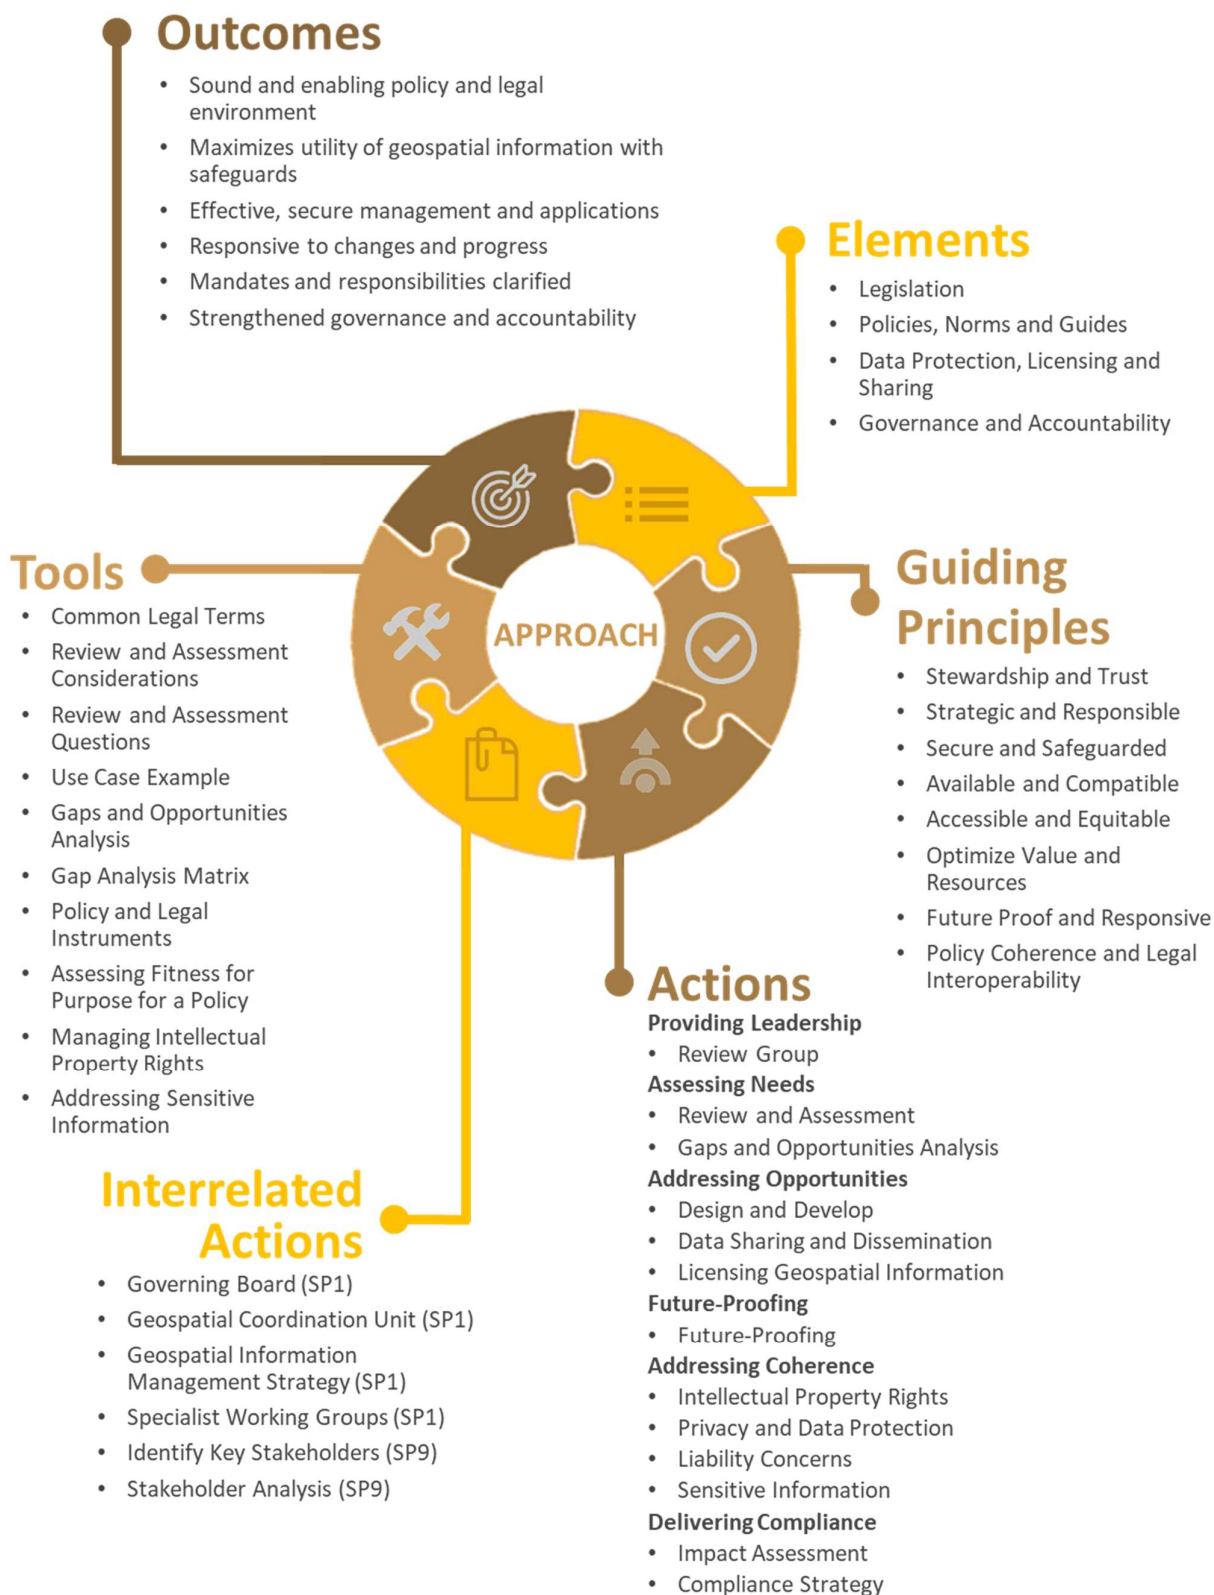 Outcomes
• Sound and enabling policy and legal
environment
• Maximizes utility of geospatial information with
safeguards
• Effective, secure management and applications
• Responsive to changes and progress
• Mandates and responsibilities clarified
• Strengthened governance and accountability
Elements
• Legislation
• Policies, Norms and Guides
• Data Protection, Licensing and
Sharing
• Governance and Accountability
Tools
• Common Legal Terms
• Review and Assessment
Considerations
• Review and Assessment
Questions
• Use Case Example
• Gaps and Opportunities
Analysis
• Gap Analysis Matrix
• Policy and Legal
Instruments
• Assessing Fitness for
Purpose for a Policy
• Managing Intellectual
Property Rights
• Addressing Sensitive
Information
APPROACH
Guiding
Principles
• Stewardship and Trust
• Strategic and Responsible
• Secure and Safeguarded
• Available and Compatible
• Accessible and Equitable
• Optimize Value and
Resources
• Future Proof and Responsive
• Policy Coherence and Legal
Interoperability
Interrelated
Actions
• Governing Board (SP1)
• Geospatial Coordination Unit (SP1)
• Geospatial Information
Management Strategy (SP1)
• Specialist Working Groups (SP1)
• Identify Key Stakeholders (SP9)
• Stakeholder Analysis (SP9)
Actions
Providing Leadership
• Review Group
Assessing Needs
• Review and Assessment
• Gaps and Opportunities Analysis
Addressing Opportunities
• Design and Develop
• Data Sharing and Dissemination
• Licensing Geospatial Information
Future-Proofing
• Future-Proofing
Addressing Coherence
• Intellectual Property Rights
• Privacy and Data Protection
• Liability Concerns
• Sensitive Information
Delivering Compliance
• Impact Assessment
• Compliance Strategy